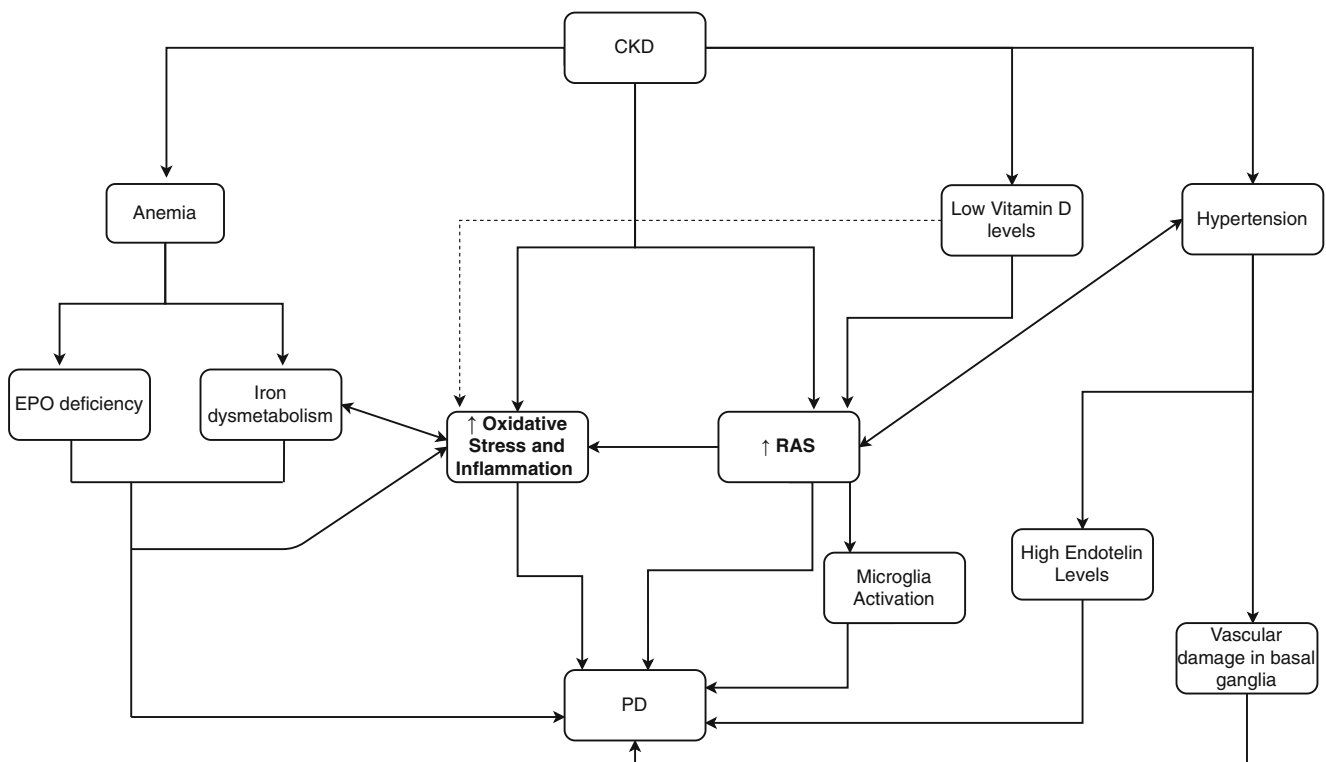 CKD
Anemia
Low Vitamin D
levels
Hypertension
EPO deficiency
Iron
dysmetabolism
↑ Oxidative
Stress and
Inflammation
↑ RAS
High Endotelin
Levels
Microglia
Activation
Vascular
damage in basal
ganglia
PD